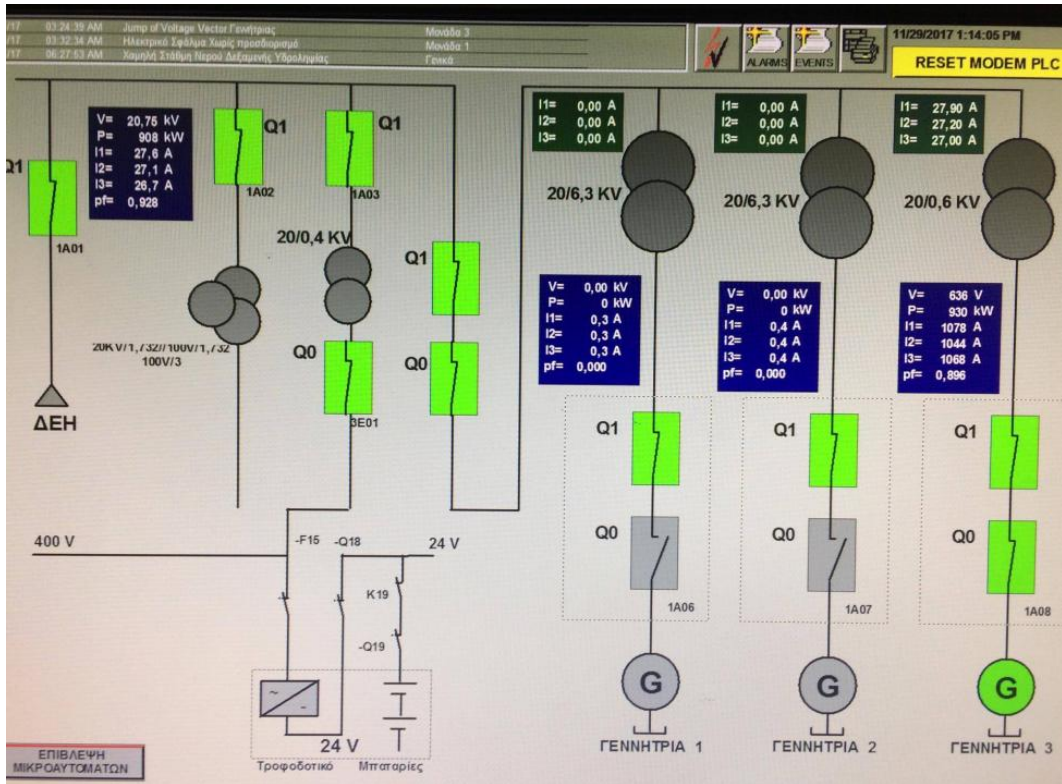 /17 03:24:39 AM Jump of Voltage Vector Γεννήτριας Μονάδα 3
/17 03:32:34 AM Ηλεκτρικό Σφάλμα Χωρίς προσδιορισμό Μονάδα 1
/17 06:27:53 AM Χαμηλή Στάθμη Νερού Δεξαμενής Υδροληψίας Γενικά
ALARMS
EVENTS
11/29/2017 1:14:05 PM
RESET MODEM PLC
Q1
1A01
ΔΕΗ
V= 20,75 kV
P= 908 kW
I1= 27,6 A
I2= 27,1 A
I3= 26,7 A
pf= 0,928
Q1
1A02
20KV/1,732//100V/1,732
100V/3
Q1
1A03
20/0,4 KV
Q0
3E01
Q1
Q0
I1= 0,00 A
I2= 0,00 A
I3= 0,00 A
20/6,3 KV
V= 0,00 kV
P= 0 kW
I1= 0,3 A
I2= 0,3 A
I3= 0,3 A
pf= 0,000
Q1
Q0
1A06
G
ΓΕΝΝΗΤΡΙΑ 1
I1= 0,00 A
I2= 0,00 A
I3= 0,00 A
20/6,3 KV
V= 0,00 kV
P= 0 kW
I1= 0,4 A
I2= 0,4 A
I3= 0,4 A
pf= 0,000
Q1
Q0
1A07
G
ΓΕΝΝΗΤΡΙΑ 2
I1= 27,90 A
I2= 27,20 A
I3= 27,00 A
20/0,6 KV
V= 636 V
P= 930 kW
I1= 1078 A
I2= 1044 A
I3= 1068 A
pf= 0,896
Q1
Q0
1A08
G
ΓΕΝΝΗΤΡΙΑ 3
400 V
-F15
-Q18
24 V
K19
-Q19
~
-
24 V
Τροφοδοτικό
Μπαταρίες
ΕΠΙΒΛΕΨΗ
ΜΙΚΡΟΑΥΤΟΜΑΤΩΝ